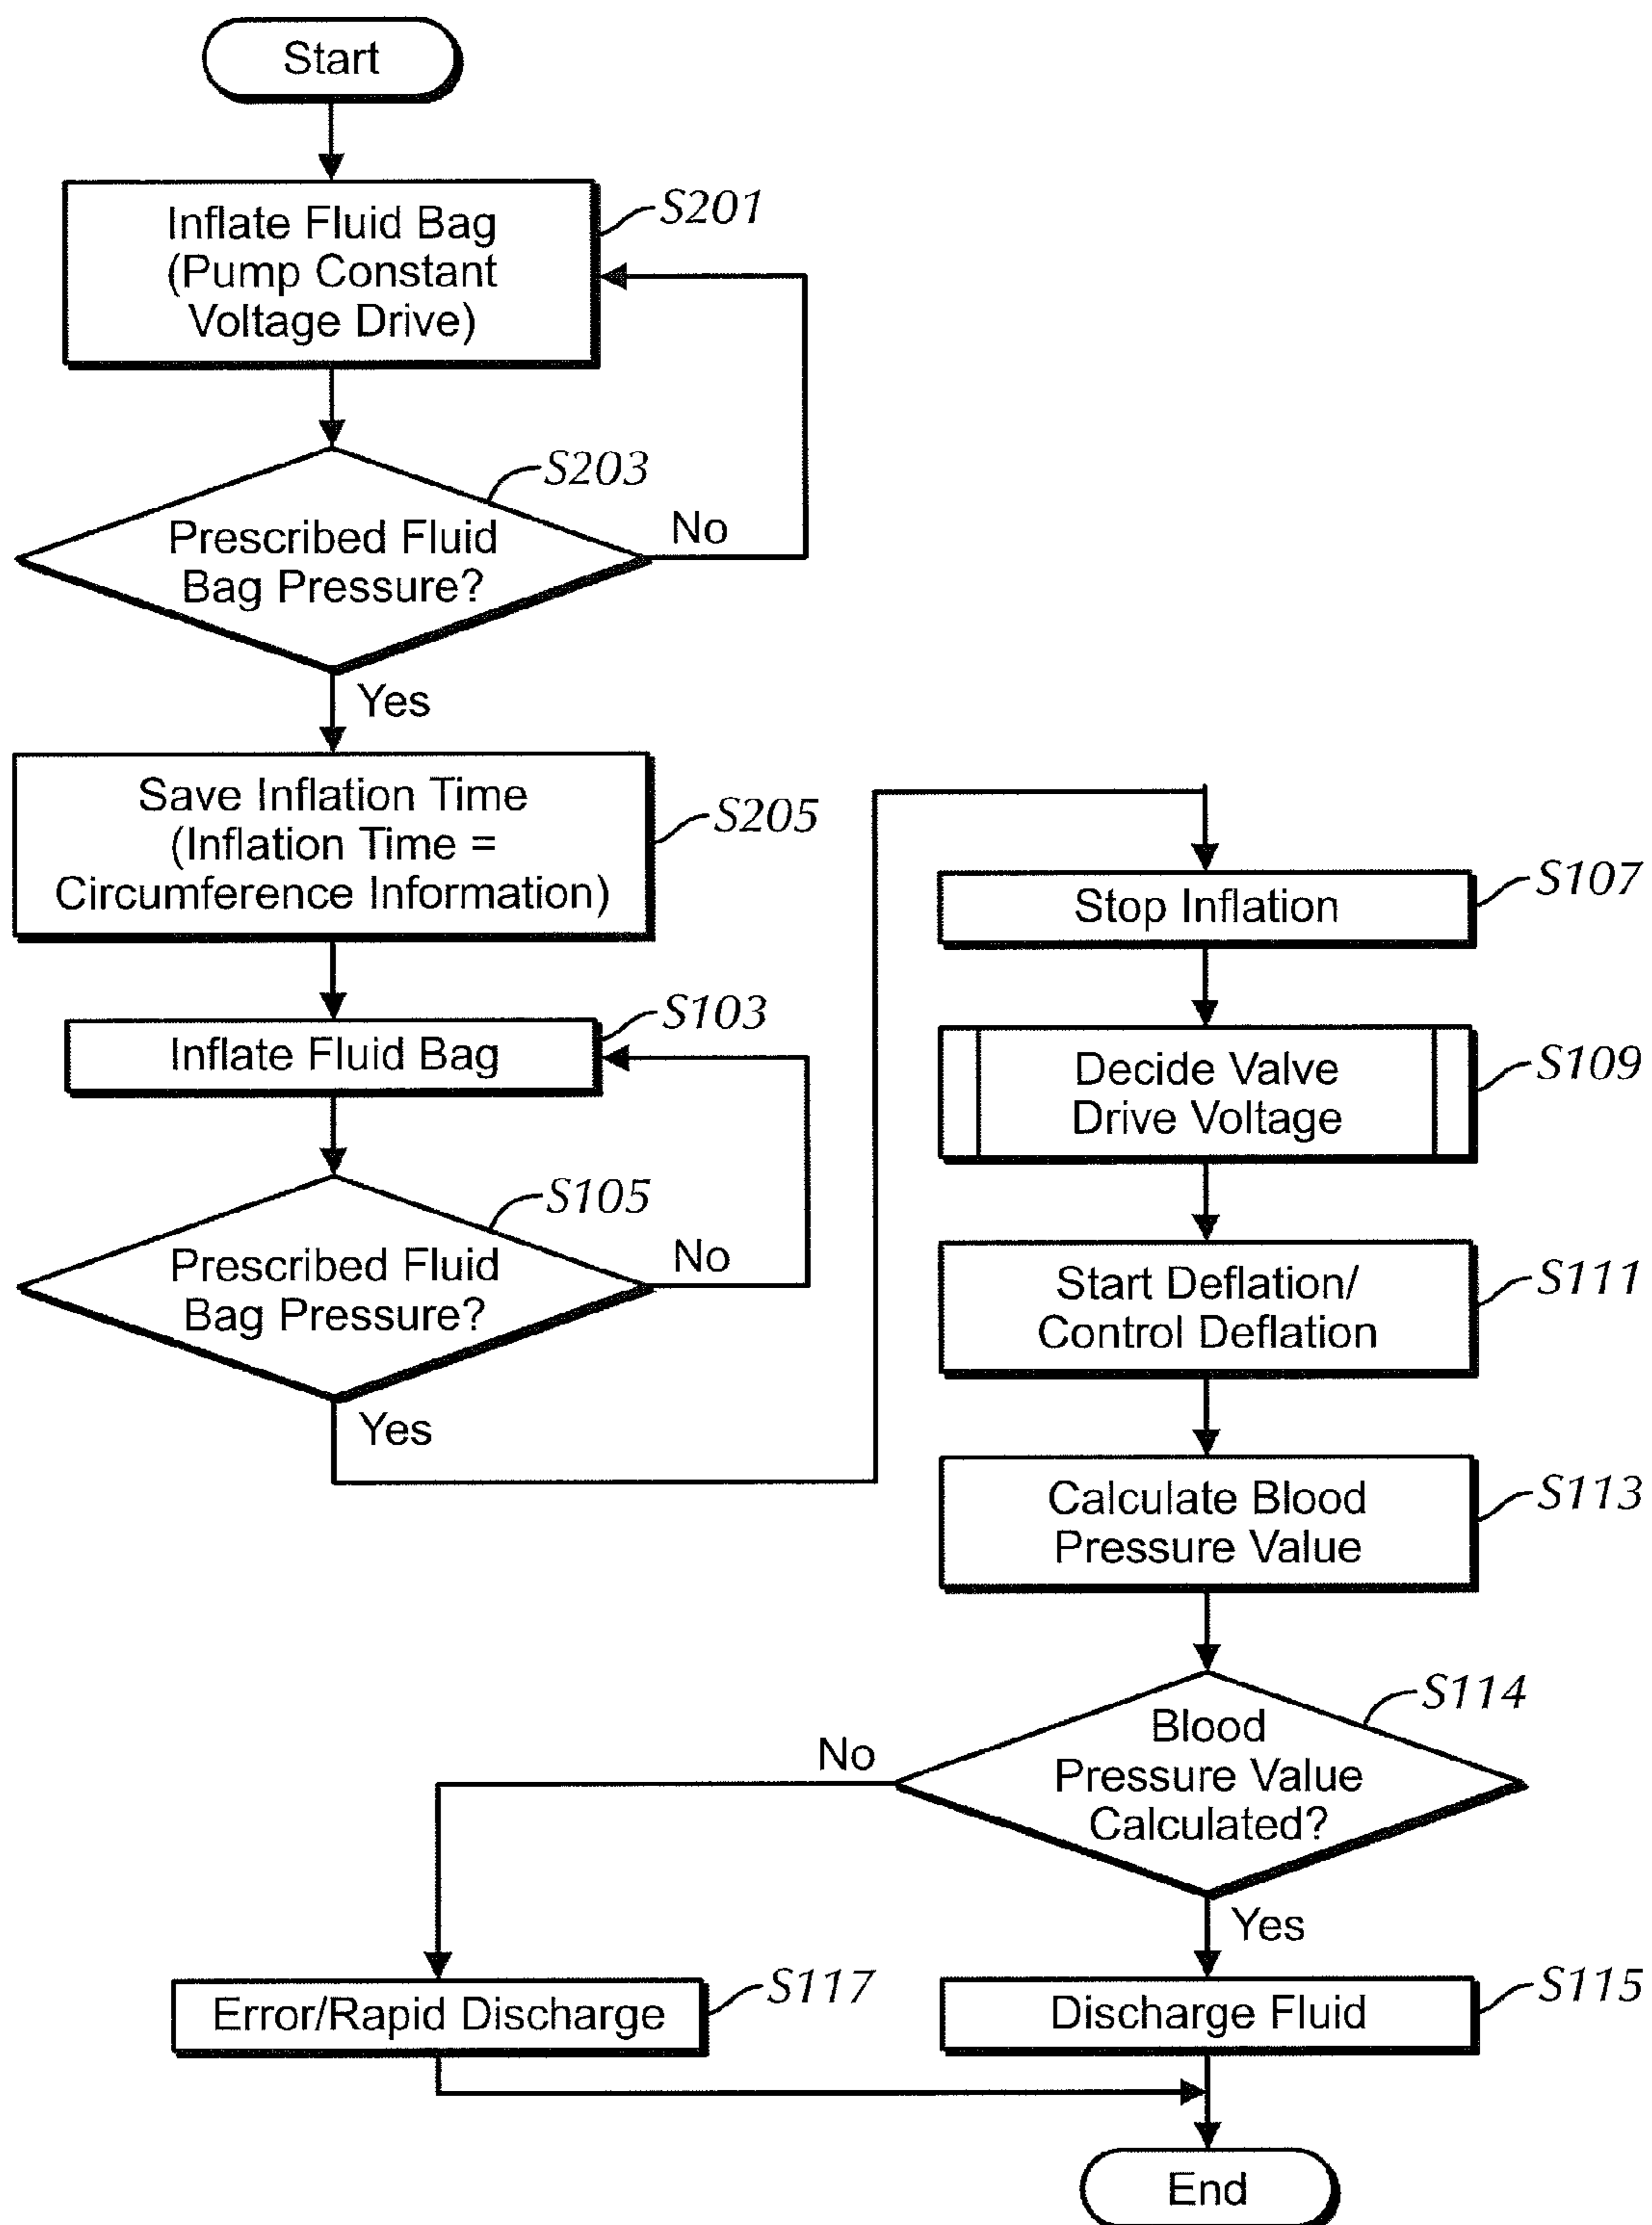 Start
Inflate Fluid Bag
(Pump Constant
Voltage Drive)
S201
Prescribed Fluid
Bag Pressure?
S203
No
Yes
Save Inflation Time
(Inflation Time =
Circumference Information)
S205
Inflate Fluid Bag
S103
Prescribed Fluid
Bag Pressure?
S105
No
Yes
Stop Inflation
S107
Decide Valve
Drive Voltage
S109
Start Deflation/
Control Deflation
S111
Calculate Blood
Pressure Value
S113
Blood
Pressure Value
Calculated?
S114
No
Yes
Error/Rapid Discharge
S117
Discharge Fluid
S115
End